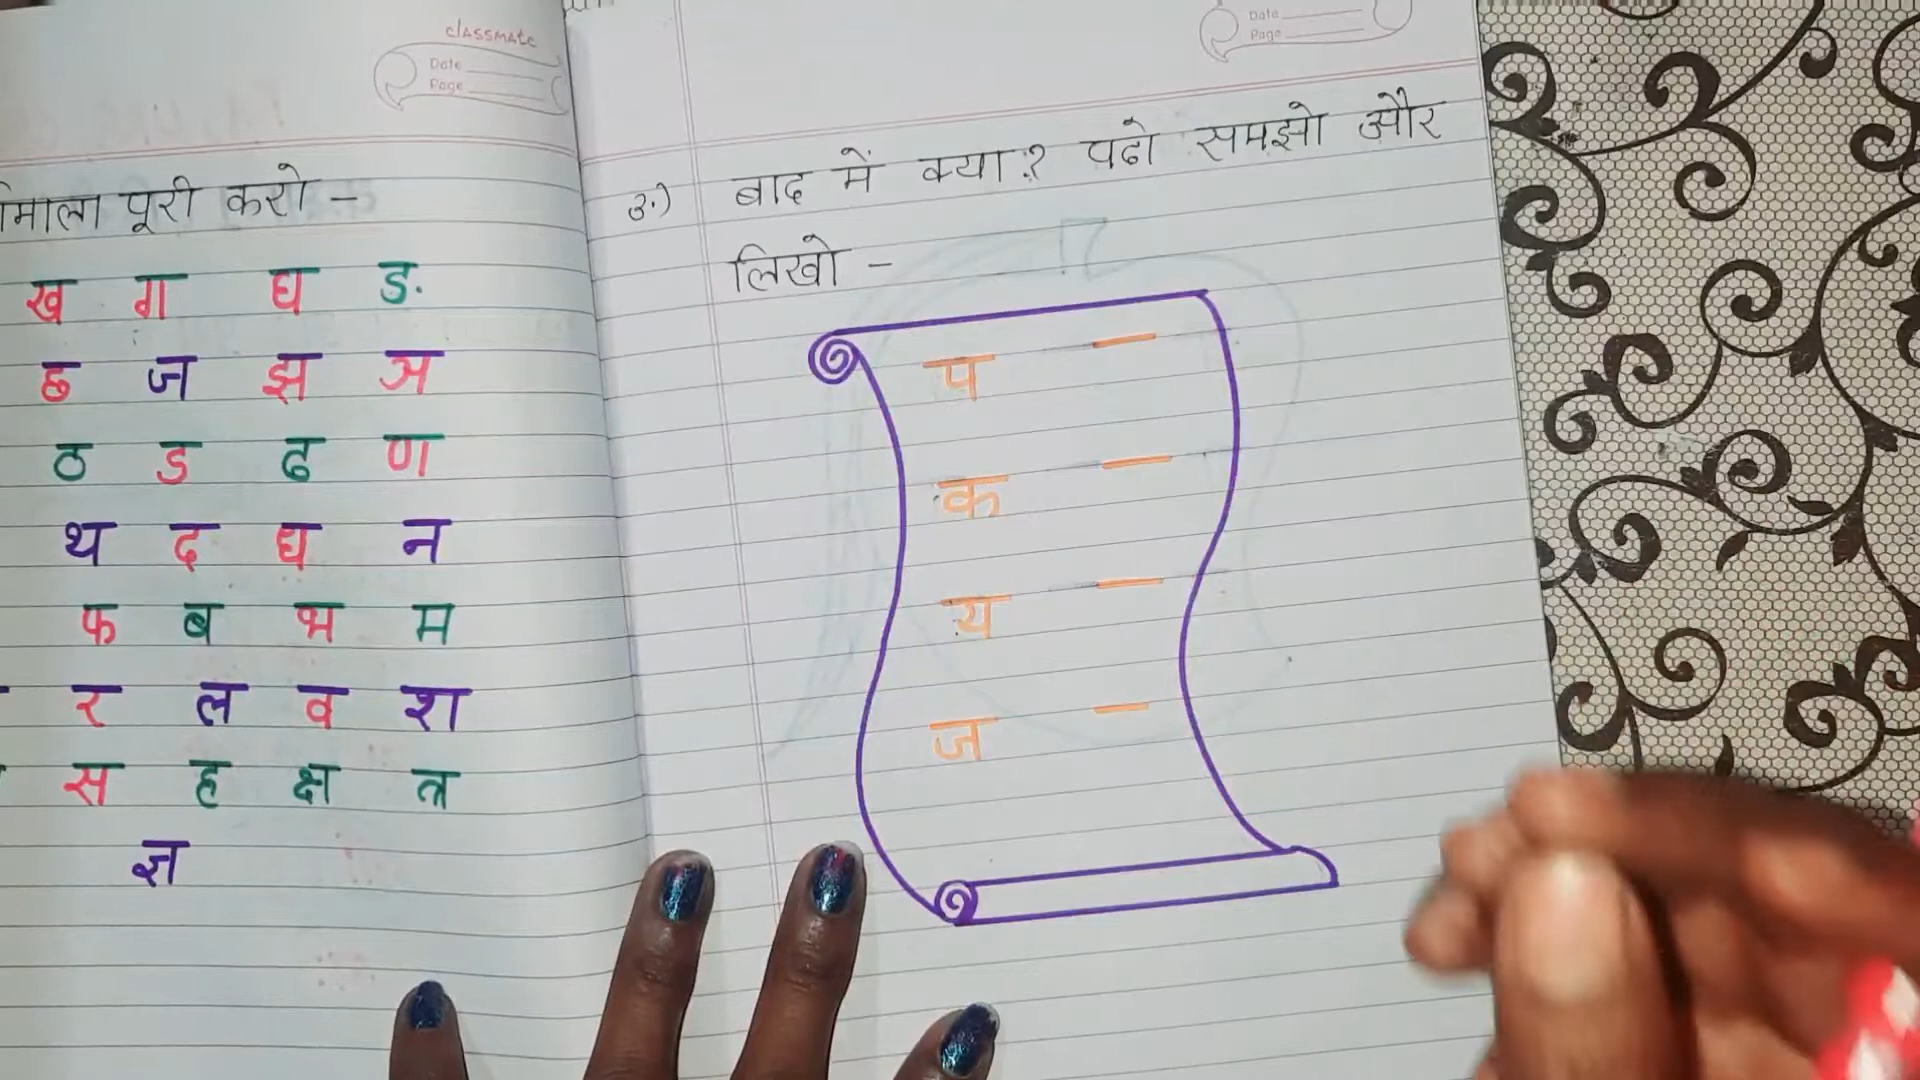 classmate
Date
Page
माला पूरी करो -
ख ग घ ङ
छ ज झ ञ
ठ ड ढ ण
थ द घ न
फ ब भ म
र ल व श
स ह क्ष त्र
ज्ञ
Date
Page
3.) बाद में क्या? पढो समझो और
लिखो -
प _
क _
य _
ज _